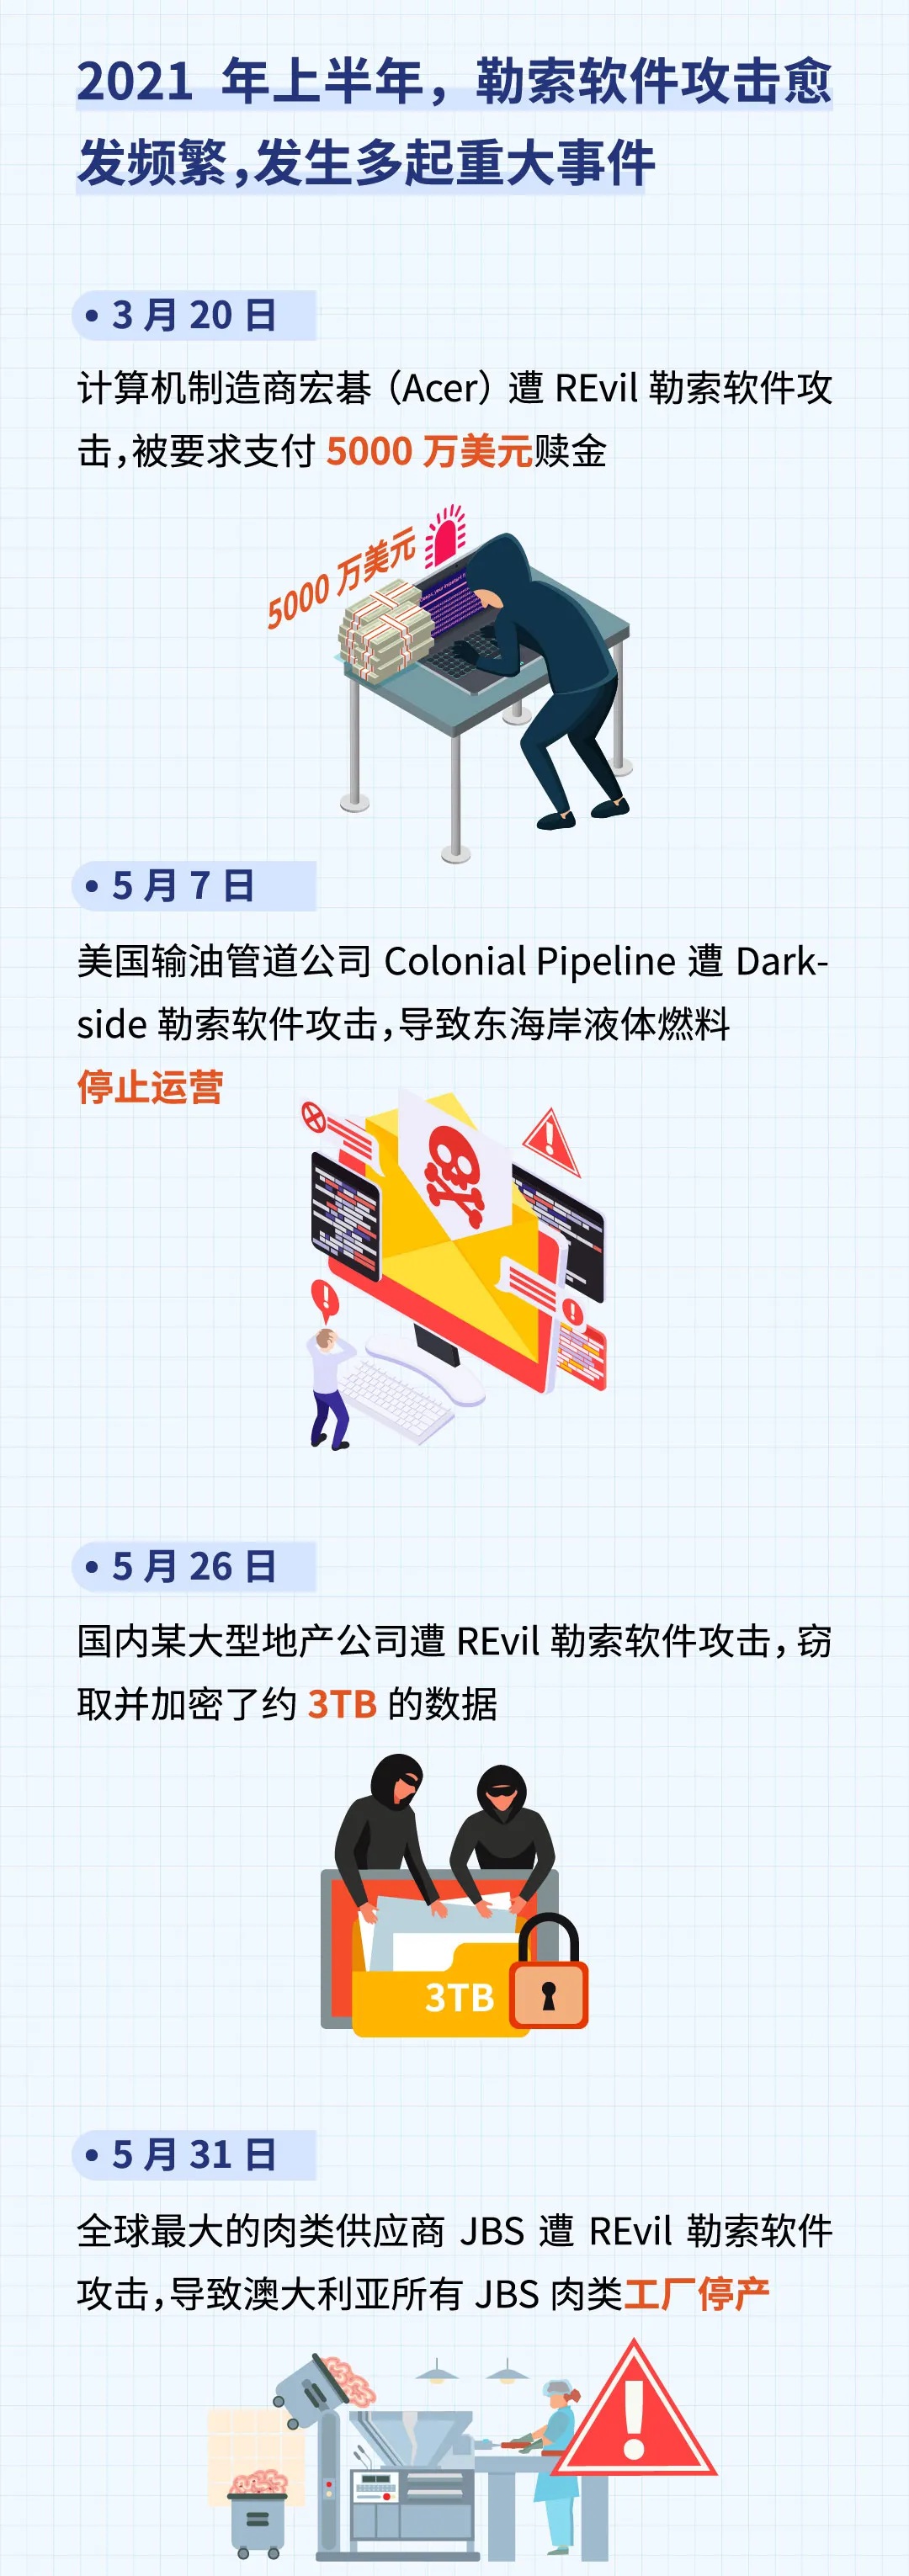 2021 年上半年，勒索软件攻击愈
发频繁，发生多起重大事件
• 3 月 20 日
计算机制造商宏碁（Acer）遭 REvil 勒索软件攻
击，被要求支付 5000 万美元赎金
5000 万美元
• 5 月 7 日
美国输油管道公司 Colonial Pipeline 遭 Dark-
side 勒索软件攻击，导致东海岸液体燃料
停止运营
• 5 月 26 日
国内某大型地产公司遭 REvil 勒索软件攻击，窃
取并加密了约 3TB 的数据
3TB
• 5 月 31 日
全球最大的肉类供应商 JBS 遭 REvil 勒索软件
攻击，导致澳大利亚所有 JBS 肉类工厂停产